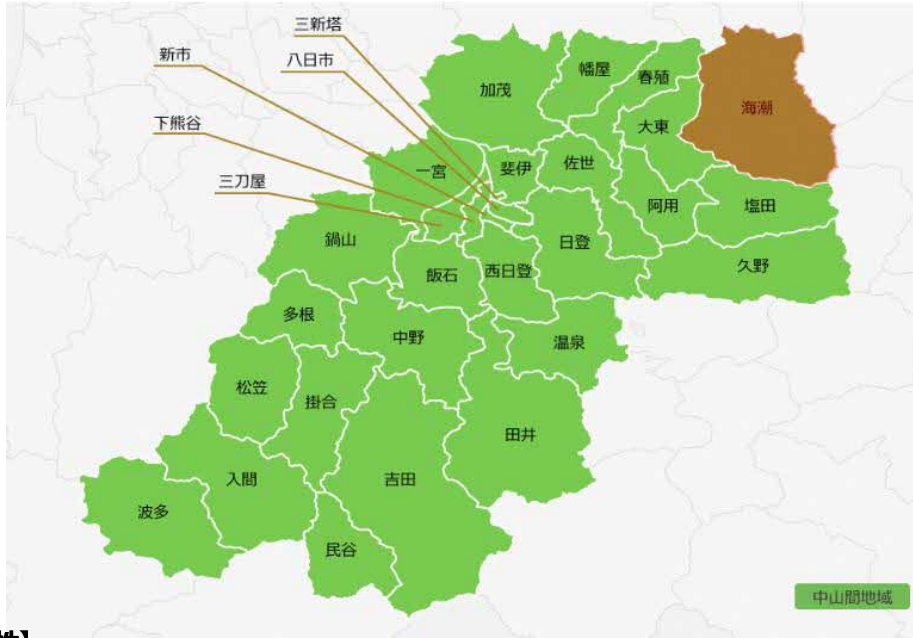 三新塔
新市
八日市
幡屋
春殖
加茂
海潮
下熊谷
大東
一宮
斐伊
佐世
三刀屋
阿用
塩田
鍋山
日登
飯石
西日登
久野
多根
中野
温泉
松笠
掛合
田井
入間
吉田
波多
民谷
中山間地域